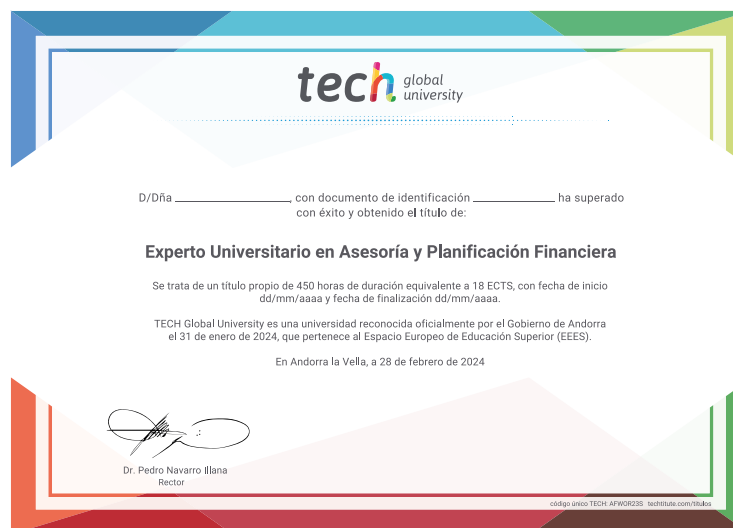 tech global university
D/Dña ____________, con documento de identificación ____________ ha superado
con éxito y obtenido el título de:
Experto Universitario en Asesoría y Planificación Financiera
Se trata de un título propio de 450 horas de duración equivalente a 18 ECTS, con fecha de inicio
dd/mm/aaaa y fecha de finalización dd/mm/aaaa.
TECH Global University es una universidad reconocida oficialmente por el Gobierno de Andorra
el 31 de enero de 2024, que pertenece al Espacio Europeo de Educación Superior (EEES).
En Andorra la Vella, a 28 de febrero de 2024
Dr. Pedro Navarro Illana
Rector
código único TECH: AFWOR23S techtitute.com/titulos